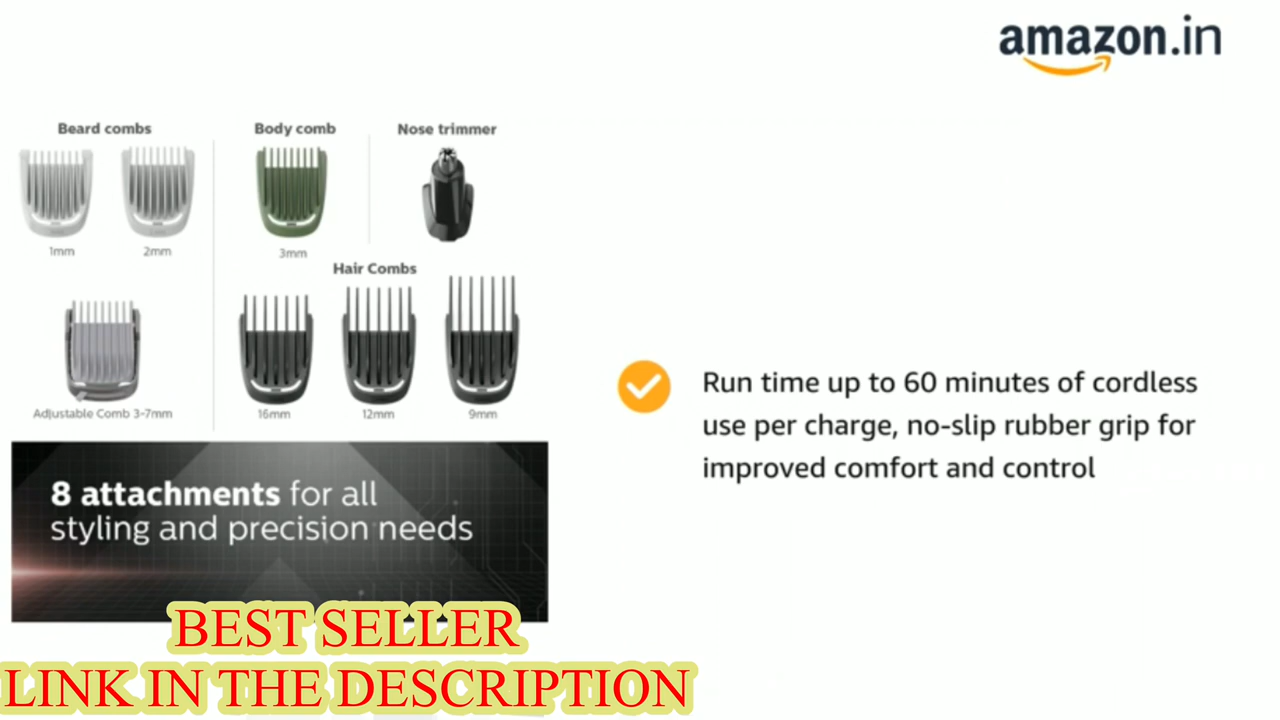 amazon.in
Beard combs
Body comb
Nose trimmer
1mm
2mm
3mm
Hair Combs
Adjustable Comb 3-7mm
16mm
12mm
9mm
Run time up to 60 minutes of cordless
use per charge, no-slip rubber grip for
improved comfort and control
8 attachments for all
styling and precision needs
BEST SELLER
LINK IN THE DESCRIPTION